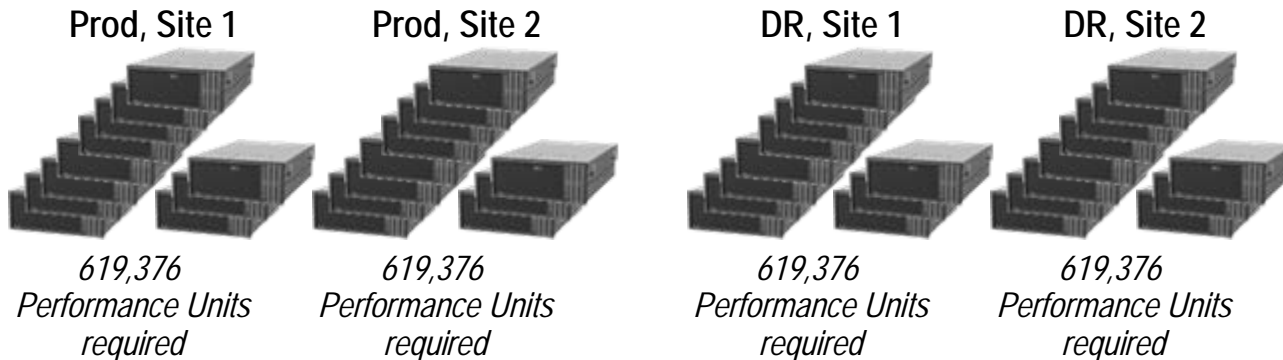 Prod, Site 1
Prod, Site 2
DR, Site 1
DR, Site 2
619,376
Performance Units
required
619,376
Performance Units
required
619,376
Performance Units
required
619,376
Performance Units
required